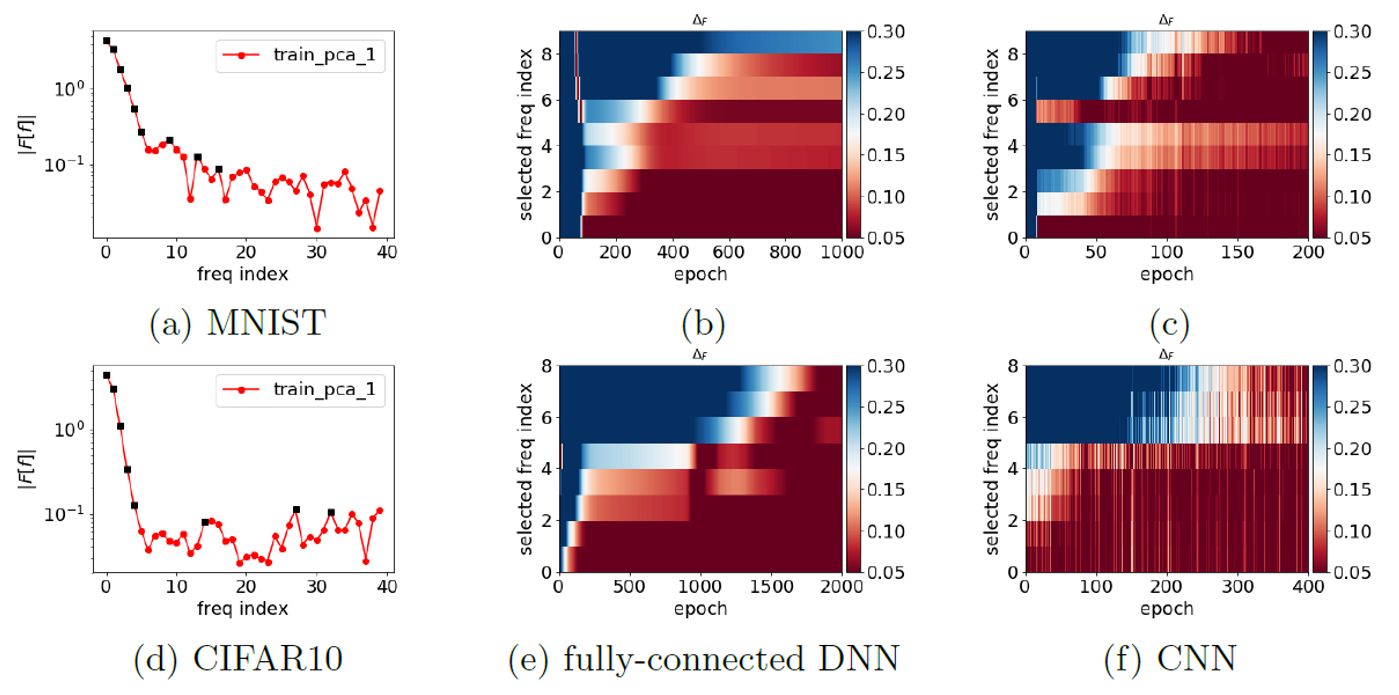 train_pca_1
10^0
10^-1
|F[f]|
0 10 20 30 40
freq index
(a) MNIST
Δ_F
selected freq index
8
6
4
2
0
0 200 400 600 800 1000
epoch
0.30
0.25
0.20
0.15
0.10
0.05
(b)
Δ_F
selected freq index
8
6
4
2
0
0 50 100 150 200
epoch
0.30
0.25
0.20
0.15
0.10
0.05
(c)
train_pca_1
10^0
10^-1
|F[f]|
0 10 20 30 40
freq index
(d) CIFAR10
Δ_F
selected freq index
8
6
4
2
0
0 500 1000 1500 2000
epoch
0.30
0.25
0.20
0.15
0.10
0.05
(e) fully-connected DNN
Δ_F
selected freq index
8
6
4
2
0
0 100 200 300 400
epoch
0.30
0.25
0.20
0.15
0.10
0.05
(f) CNN